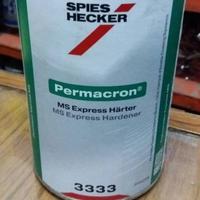 SPIES
HECKER
Permacron®
MS Express Härter
MS Express Hardener
3333